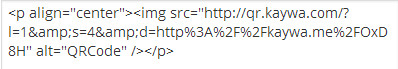 <p align="center"><img src="http://qr.kaywa.com/?
l=1&amp;s=4&amp;d=http%3A%2F%2Fkaywa.me%2FOxD
8H" alt="QRCode" /></p>